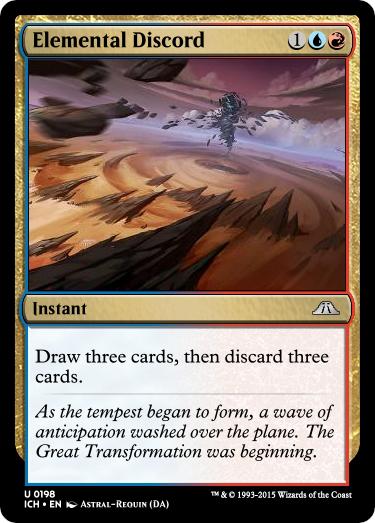 Elemental Discord 1
Instant
Draw three cards, then discard three
cards.
As the tempest began to form, a wave of
anticipation washed over the plane. The
Great Transformation was beginning.
U 0198
ICH • EN Astral-Requin (DA)
™ & © 1993-2015 Wizards of the Coast